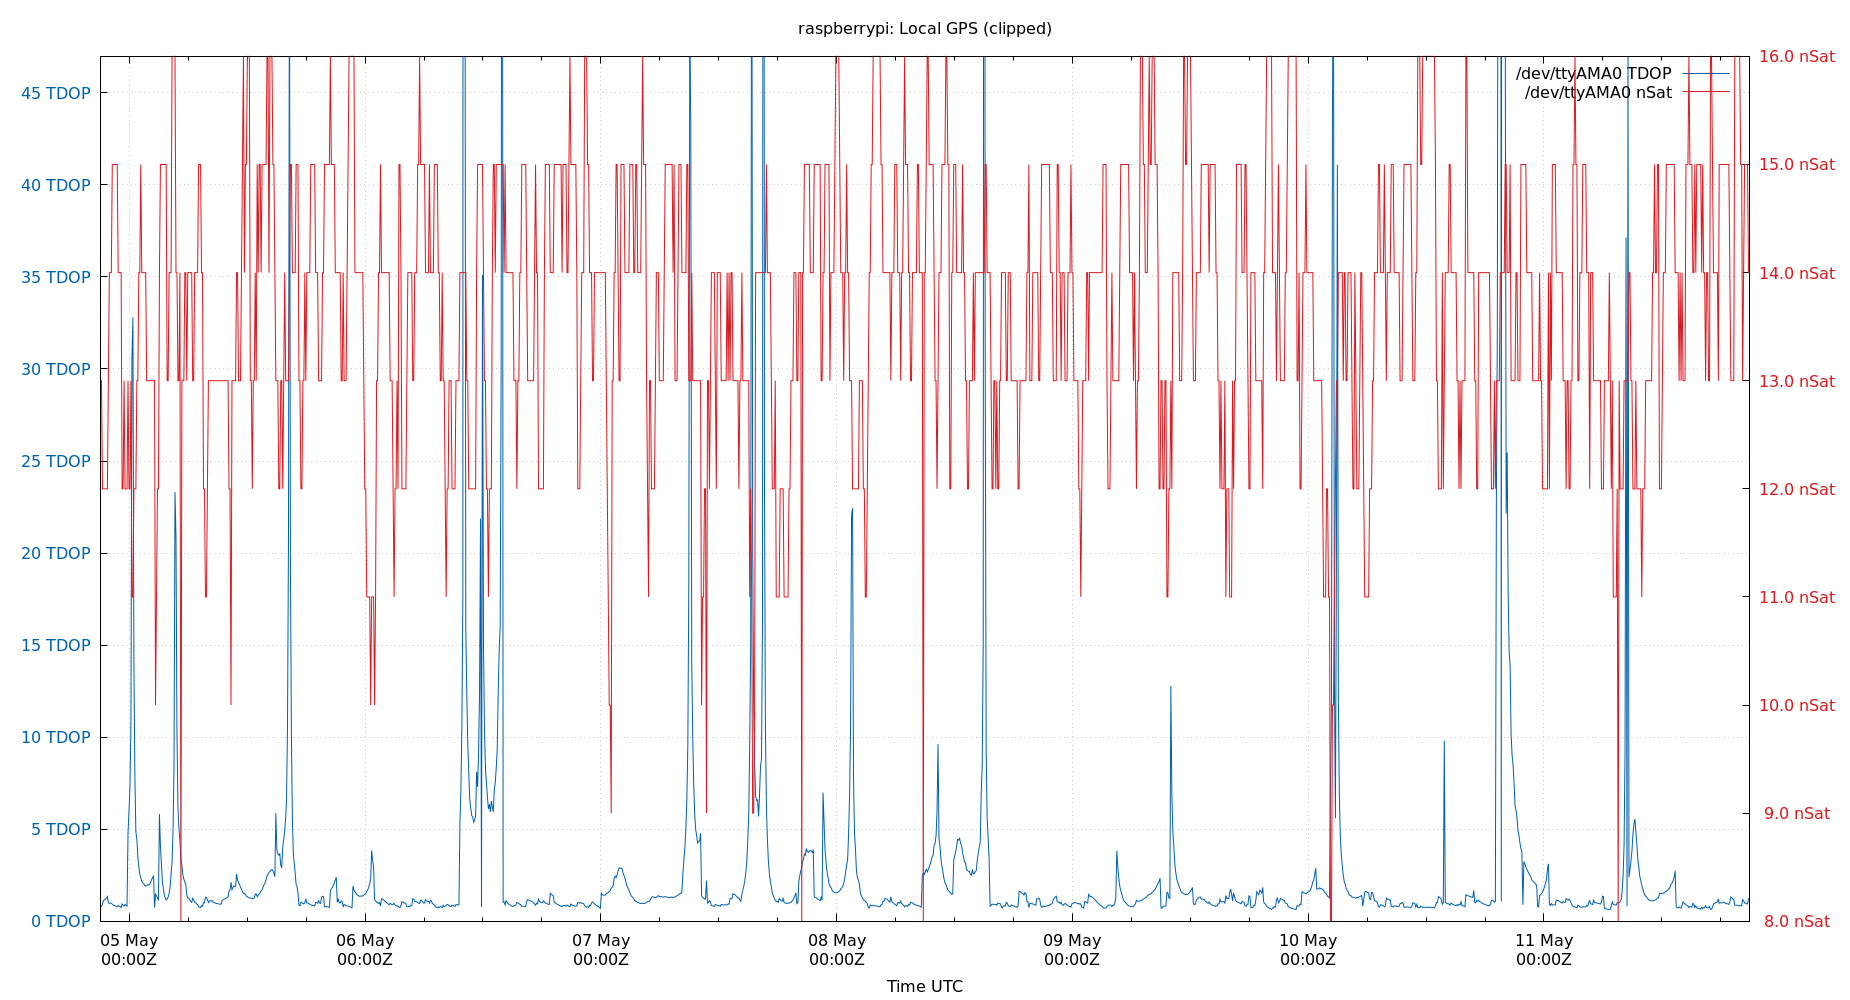 raspberrypi: Local GPS (clipped)
/dev/ttyAMA0 TDOP
/dev/ttyAMA0 nSat
45 TDOP
40 TDOP
35 TDOP
30 TDOP
25 TDOP
20 TDOP
15 TDOP
10 TDOP
5 TDOP
0 TDOP
16.0 nSat
15.0 nSat
14.0 nSat
13.0 nSat
12.0 nSat
11.0 nSat
10.0 nSat
9.0 nSat
8.0 nSat
05 May
00:00Z
06 May
00:00Z
07 May
00:00Z
08 May
00:00Z
09 May
00:00Z
10 May
00:00Z
11 May
00:00Z
Time UTC